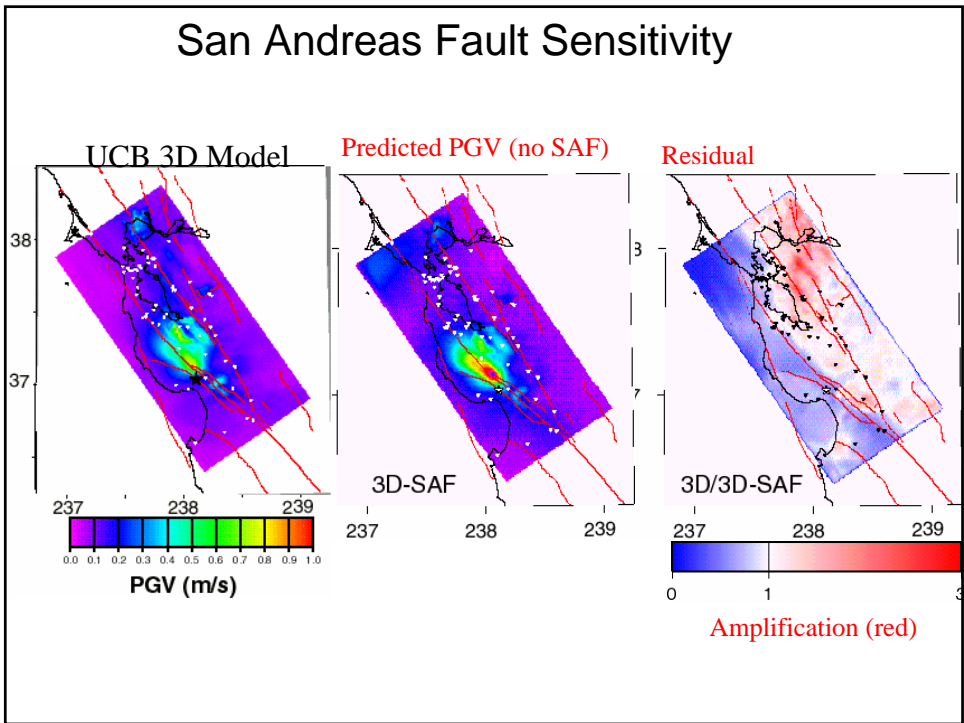 San Andreas Fault Sensitivity
UCB 3D Model
Predicted PGV (no SAF)
Residual
38
37
237
238
239
0.0 0.1 0.2 0.3 0.4 0.5 0.6 0.7 0.8 0.9 1.0
PGV (m/s)
8
7
3D-SAF
237
238
239
3D/3D-SAF
237
238
239
0
1
3
Amplification (red)